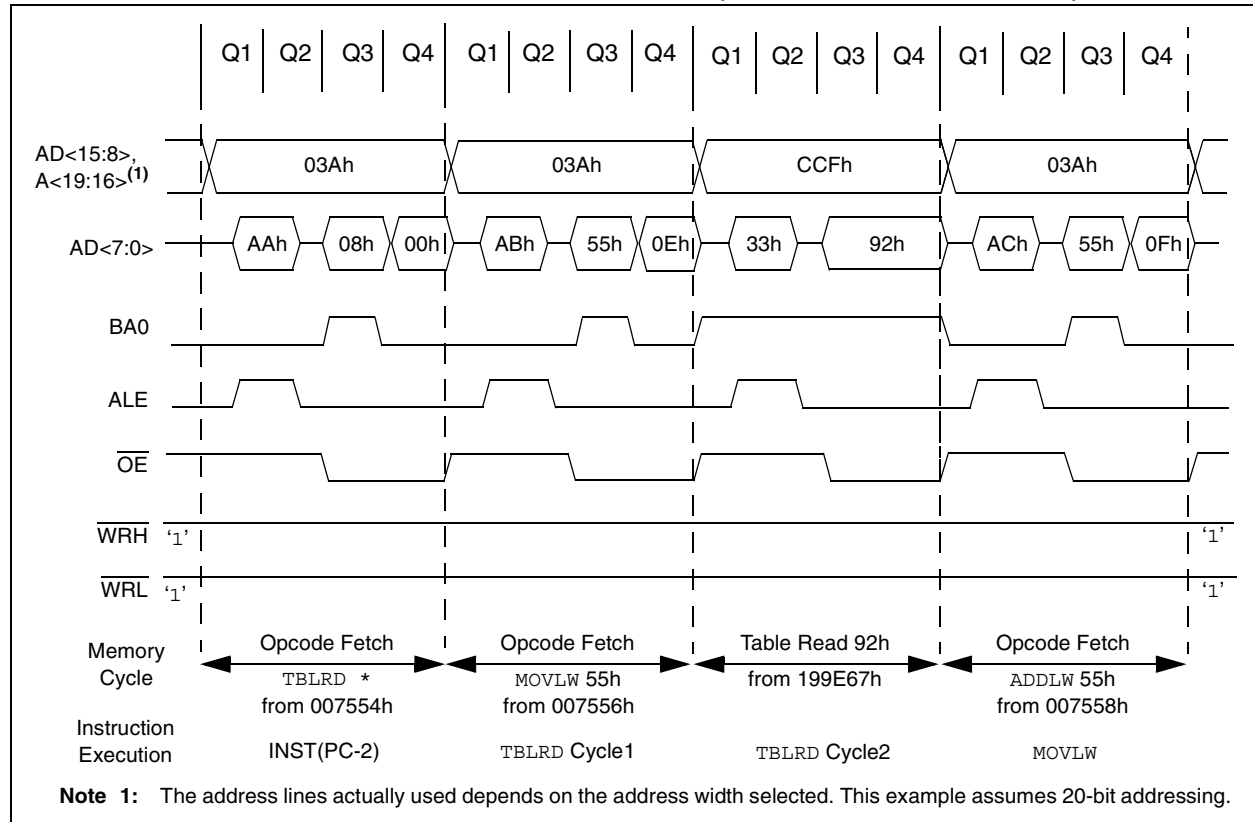 Q1 Q2 Q3 Q4 Q1 Q2 Q3 Q4 Q1 Q2 Q3 Q4 Q1 Q2 Q3 Q4
AD<15:8>,
A<19:16>(1)
03Ah 03Ah CCFh 03Ah
AD<7:0>
AAh 08h 00h ABh 55h 0Eh 33h 92h ACh 55h 0Fh
BA0
ALE
OE
WRH '1' '1'
WRL '1' '1'
Memory
Cycle
Opcode Fetch Opcode Fetch Table Read 92h Opcode Fetch
TBLRD * MOVLW 55h from 199E67h ADDLW 55h
from 007554h from 007556h from 007558h
Instruction
Execution
INST(PC-2) TBLRD Cycle1 TBLRD Cycle2 MOVLW
Note 1: The address lines actually used depends on the address width selected. This example assumes 20-bit addressing.